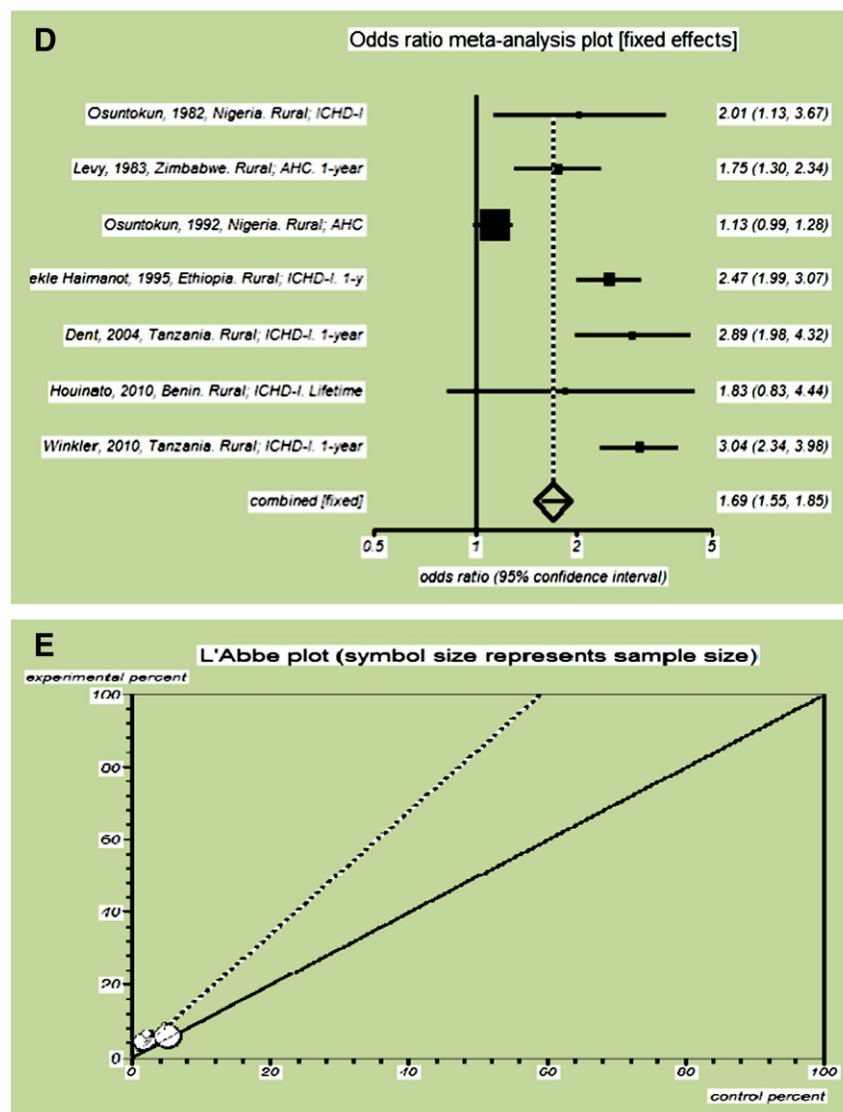 D
Odds ratio meta-analysis plot [fixed effects]
Osuntokun, 1982, Nigeria. Rural; ICHD-I 2.01 (1.13, 3.67)
Levy, 1983, Zimbabwe. Rural; AHC. 1-year 1.75 (1.30, 2.34)
Osuntokun, 1992, Nigeria. Rural; AHC 1.13 (0.99, 1.28)
ekle Haimanot, 1995, Ethiopia. Rural; ICHD-I. 1-y 2.47 (1.99, 3.07)
Dent, 2004, Tanzania. Rural; ICHD-I. 1-year 2.89 (1.98, 4.32)
Houinato, 2010, Benin. Rural; ICHD-I. Lifetime 1.83 (0.83, 4.44)
Winkler, 2010, Tanzania. Rural; ICHD-I. 1-year 3.04 (2.34, 3.98)
combined [fixed] 1.69 (1.55, 1.85)
0.5 1 2 5
odds ratio (95% confidence interval)
E
L'Abbe plot (symbol size represents sample size)
experimental percent
100
80
60
40
20
0
0 20 40 60 80 100
control percent